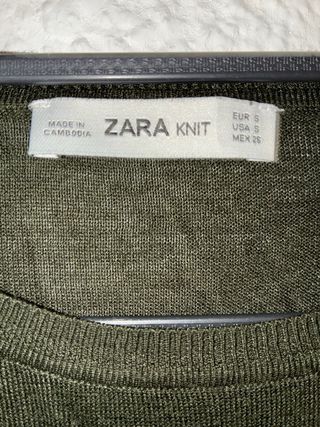 MADE IN
CAMBODIA
ZARA KNIT
EUR S
USA S
MEX 26